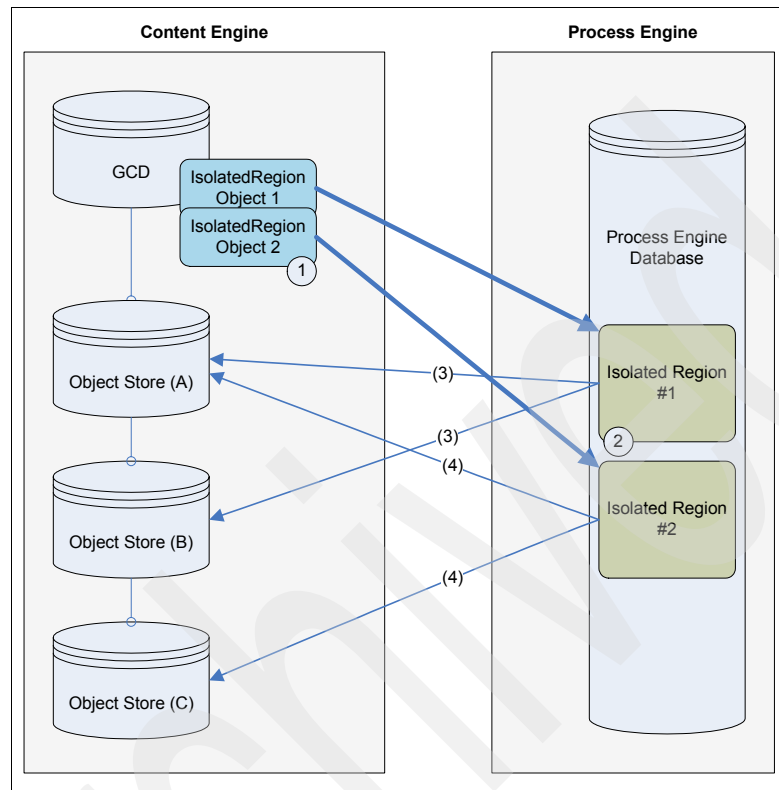 Content Engine
Process Engine
GCD
IsolatedRegion
Object 1
IsolatedRegion
Object 2
1
Process Engine
Database
Object Store (A)
(3)
Isolated Region
#1
(3)
2
(4)
Object Store (B)
Isolated Region
#2
(4)
Object Store (C)